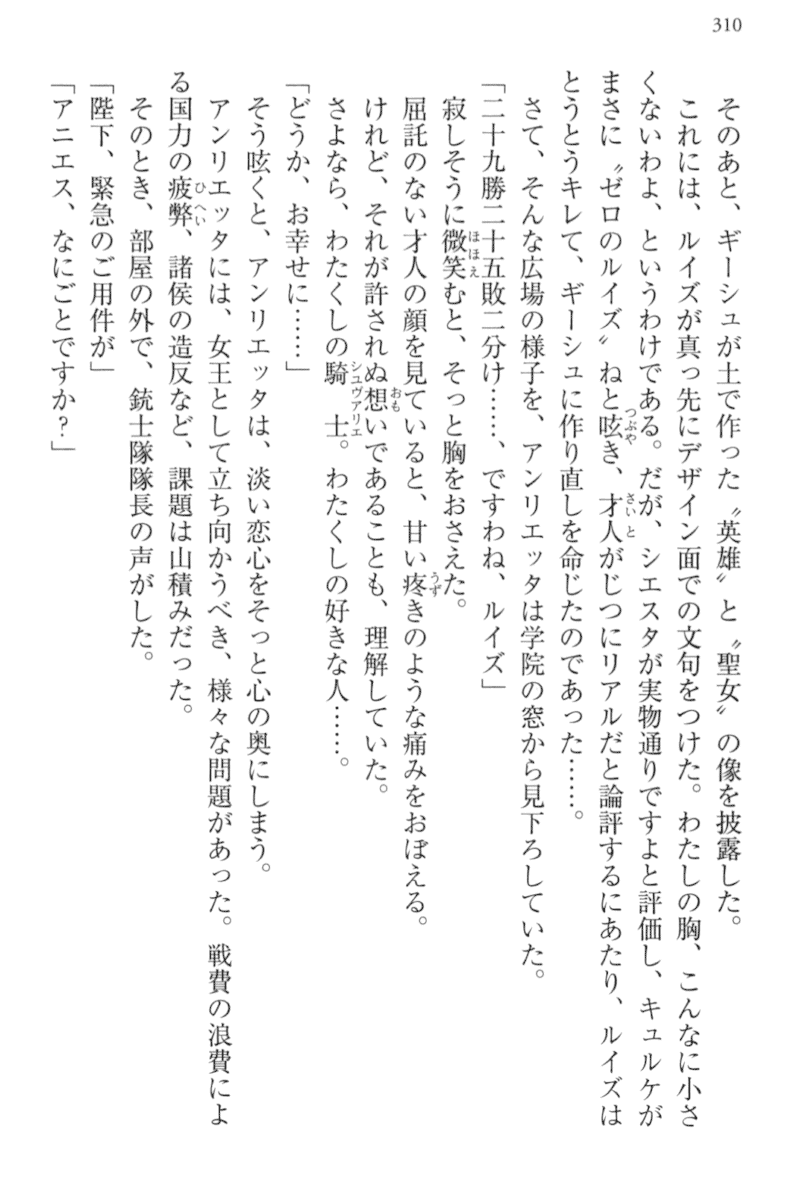 310
そのあと、ギーシュが土で作った〝英雄〟と〝聖女〟の像を披露した。
これには、ルイズが真っ先にデザイン面での文句をつけた。わたしの胸、こんなに小さ
くないわよ、というわけである。だが、シエスタが実物通りですよと評価し、キュルケが
まさに〝ゼロのルイズ〟ねと呟き、才人がじつにリアルだと論評するにあたり、ルイズは
とうとうキレて、ギーシュに作り直しを命じたのであった……。
さて、そんな広場の様子を、アンリエッタは学院の窓から見下ろしていた。
「二十九勝二十五敗二分け……、ですわね、ルイズ」
寂しそうに微笑むと、そっと胸をおさえた。
屈託のない才人の顔を見ていると、甘い疼きのような痛みをおぼえる。
けれど、それが許されぬ想いであることも、理解していた。
さよなら、わたくしの騎士。わたくしの好きな人……。
「どうか、お幸せに……」
そう呟くと、アンリエッタは、淡い恋心をそっと心の奥にしまう。
アンリエッタには、女王として立ち向かうべき、様々な問題があった。戦費の浪費によ
る国力の疲弊、諸侯の造反など、課題は山積みだった。
そのとき、部屋の外で、銃士隊隊長の声がした。
「陛下、緊急のご用件が」
「アニエス、なにごとですか？」